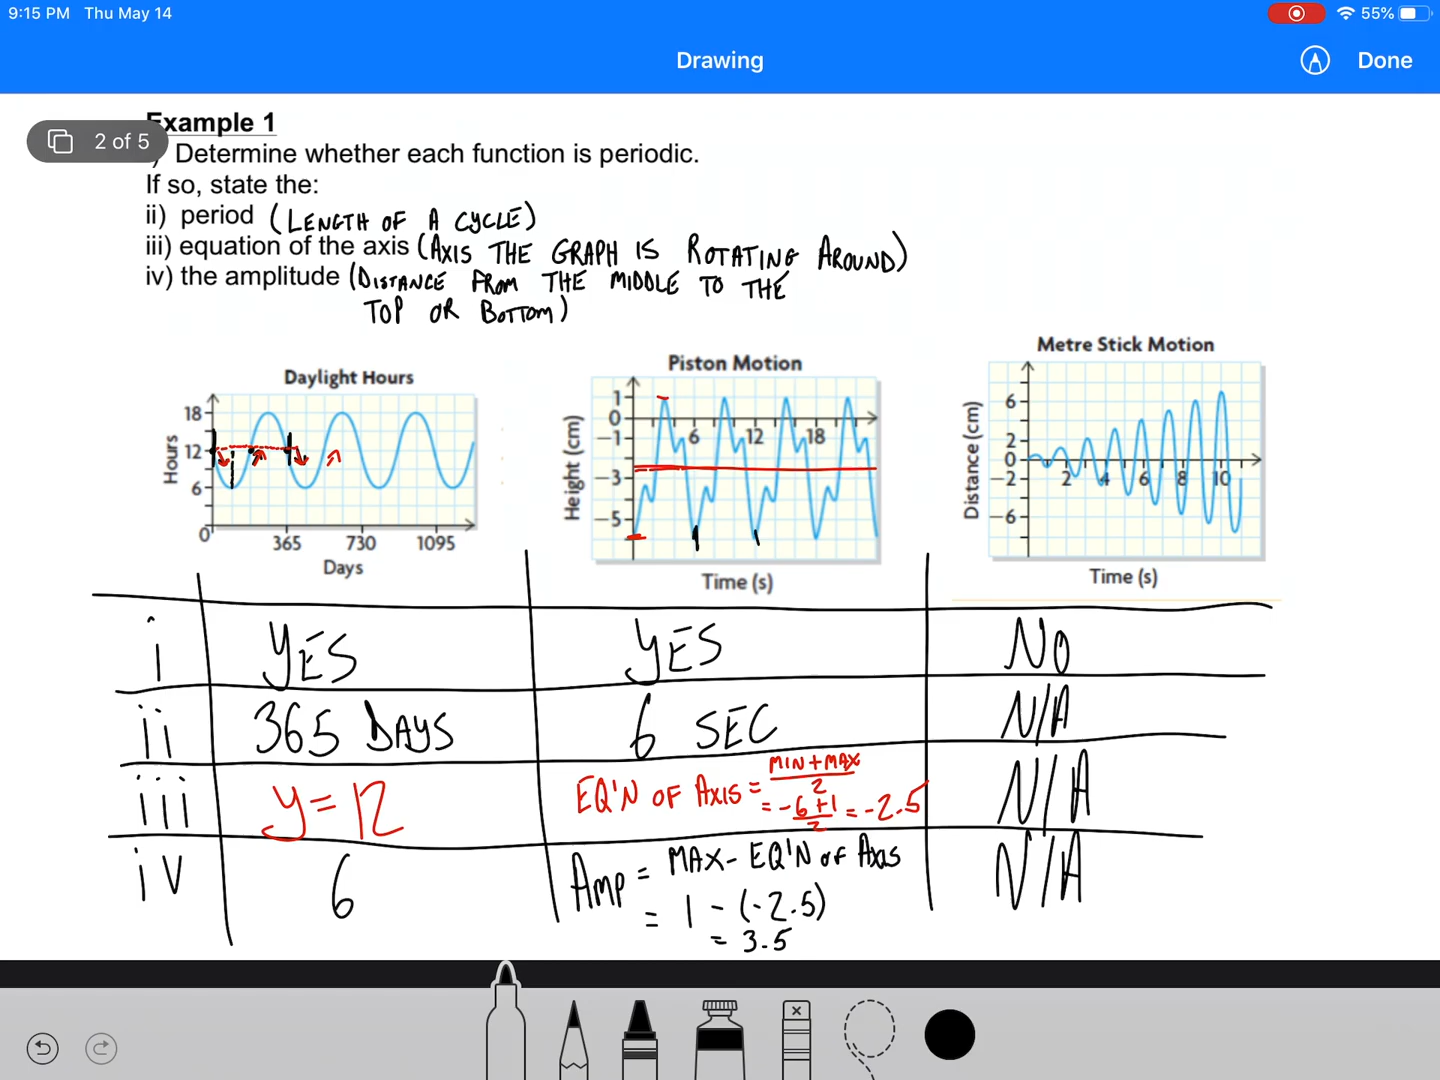 9:15 PM Thu May 14
55%
Drawing
Done
2 of 5
Example 1
) Determine whether each function is periodic.
If so, state the:
ii) period (LENGTH OF A CYCLE)
iii) equation of the axis (AXIS THE GRAPH IS ROTATING AROUND)
iv) the amplitude (DISTANCE FROM THE MIDDLE TO THE
TOP OR BOTTOM)
Daylight Hours
Hours
18
12
6
0
365 730 1095
Days
Piston Motion
Height (cm)
1
0
-1
-3
-5
6 12 18
Time (s)
Metre Stick Motion
Distance (cm)
6
2
0
-2
-6
2 4 6 8 10
Time (s)
i YES YES NO
ii 365 DAYS 6 SEC N/A
iii y=12 EQ'N OF AXIS = MIN+MAX / 2 N/A
= -6+1 / 2 = -2.5
iv 6 AMP = MAX - EQ'N OF AXIS N/A
= 1 - (-2.5)
= 3.5